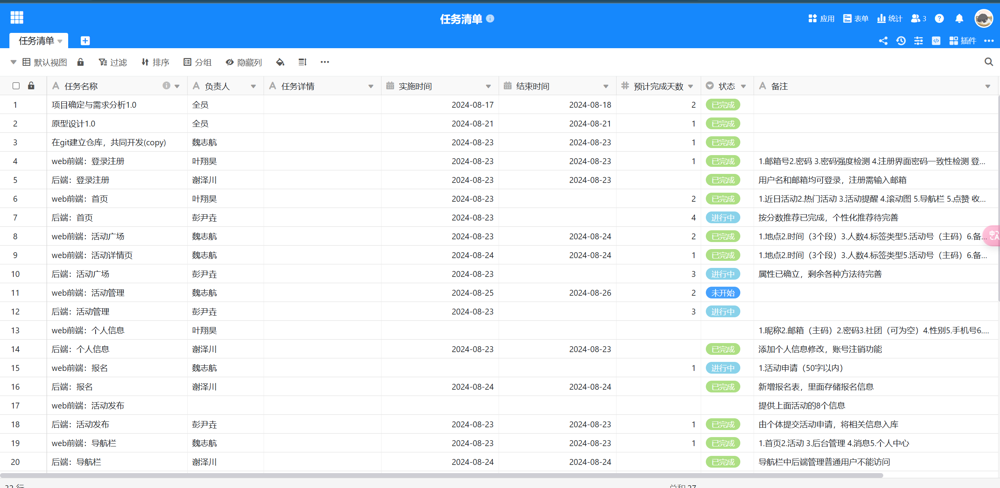 任务清单
应用 表单 统计 3
任务清单
插件
默认视图 过滤 排序 分组 隐藏列
任务名称 负责人 任务详情 实施时间 结束时间 预计完成天数 状态 备注
1 项目确定与需求分析1.0 全员 2024-08-17 2024-08-18 2 已完成
2 原型设计1.0 全员 2024-08-21 2024-08-21 1 已完成
3 在git建立仓库，共同开发(copy) 魏志航 2024-08-23 2024-08-23 1 已完成
4 web前端：登录注册 叶翔昊 2024-08-23 2024-08-23 1 已完成 1.邮箱号2.密码 3.密码强度检测 4.注册界面密码一致性检测 登...
5 后端：登录注册 谢泽川 2024-08-23 2024-08-23 已完成 用户名和邮箱均可登录，注册需输入邮箱
6 web前端：首页 叶翔昊 2024-08-23 2 已完成 1.近日活动2.热门活动 3.活动提醒 4.滚动图 5.导航栏 5.点赞 收...
7 后端：首页 彭尹垚 2024-08-23 4 进行中 按分数推荐已完成，个性化推荐待完善
8 web前端：活动广场 魏志航 2024-08-23 2024-08-24 2 已完成 1.地点2.时间（3个段）3.人数4.标签类型5.活动号（主码）6.备...
9 web前端：活动详情页 魏志航 2024-08-24 2024-08-24 1 已完成 1.地点2.时间（3个段）3.人数4.标签类型5.活动号（主码）6.备...
10 后端：活动广场 彭尹垚 2024-08-23 3 进行中 属性已确立，剩余各种方法待完善
11 web前端：活动管理 魏志航 2024-08-25 2024-08-26 2 未开始
12 后端：活动管理 彭尹垚 2024-08-23 3 进行中
13 web前端：个人信息 叶翔昊 1.昵称2.邮箱（主码）2.密码3.社团（可为空）4.性别5.手机号6....
14 后端：个人信息 谢泽川 2024-08-23 2024-08-23 已完成 添加个人信息修改，账号注销功能
15 web前端：报名 魏志航 1 进行中 1.活动申请（50字以内）
16 后端：报名 谢泽川 2024-08-24 2024-08-24 已完成 新增报名表，里面存储报名信息
17 web前端：活动发布 提供上面活动的8个信息
18 后端：活动发布 彭尹垚 2024-08-23 2024-08-23 1 已完成 由个体提交活动申请，将相关信息入库
19 web前端：导航栏 魏志航 2024-08-23 2024-08-23 1 已完成 1.首页2.活动 3.后台管理 4.消息5.个人中心
20 后端：导航栏 谢泽川 2024-08-24 2024-08-24 已完成 导航栏中后端管理普通用户不能访问